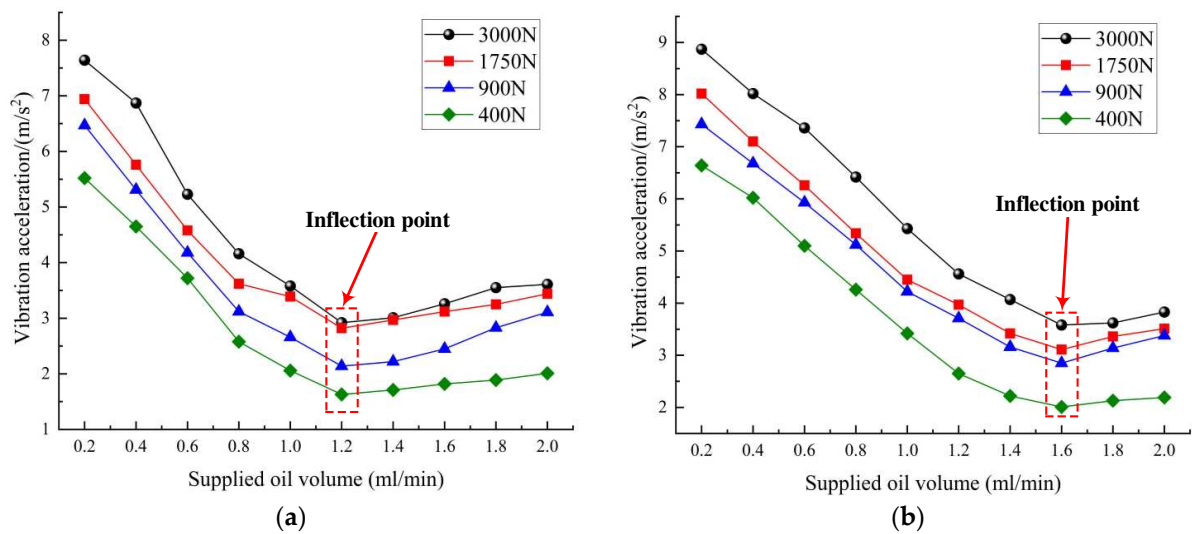 8
7
6
5
4
3
2
1
Vibration acceleration/(m/s²)
3000N
1750N
900N
400N
Inflection point
0.2 0.4 0.6 0.8 1.0 1.2 1.4 1.6 1.8 2.0
Supplied oil volume (ml/min)
(a)
9
8
7
6
5
4
3
2
Vibration acceleration/(m/s²)
3000N
1750N
900N
400N
Inflection point
0.2 0.4 0.6 0.8 1.0 1.2 1.4 1.6 1.8 2.0
Supplied oil volume (ml/min)
(b)